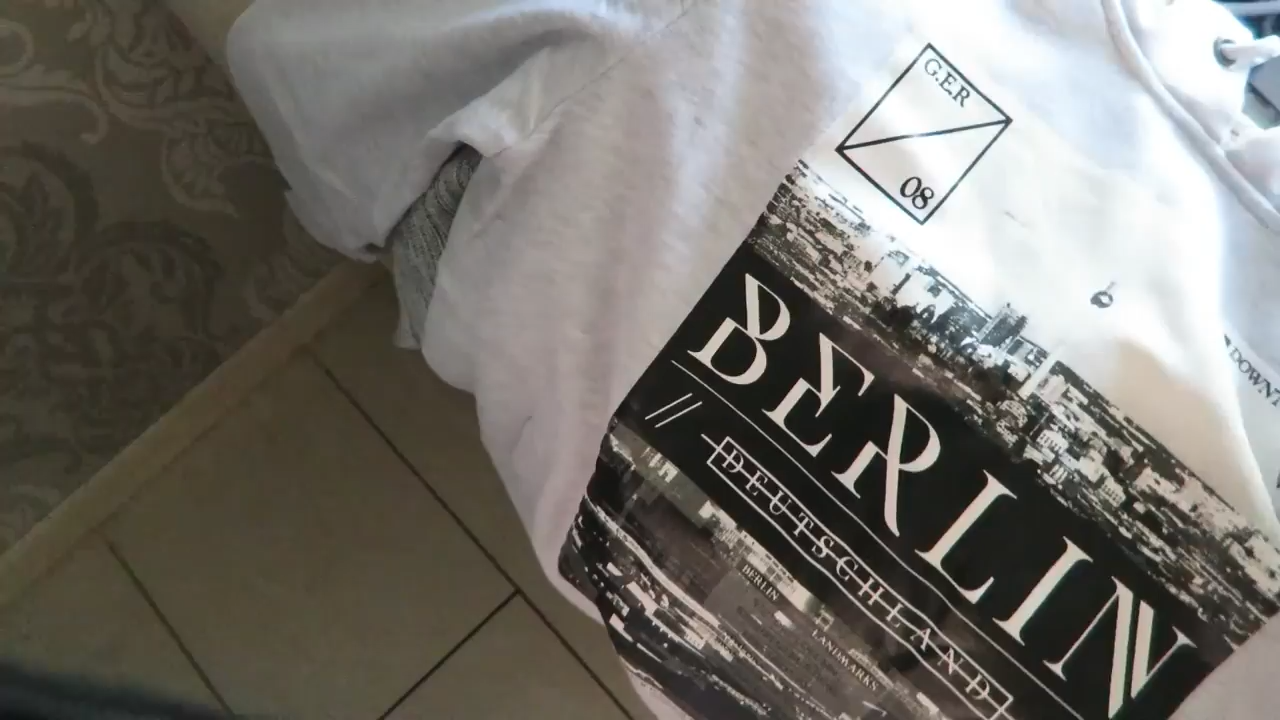 G.E.R
08
BERLIN
//
DEUTSCHLAND
BERLIN
LANDMARKS